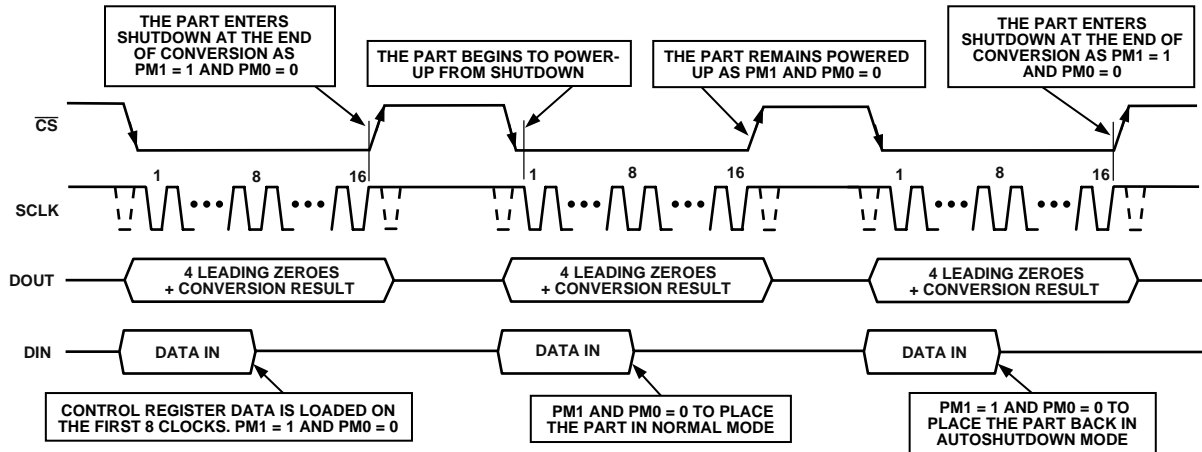 THE PART ENTERS
SHUTDOWN AT THE END
OF CONVERSION AS
PM1 = 1 AND PM0 = 0
THE PART BEGINS TO POWER-
UP FROM SHUTDOWN
THE PART REMAINS POWERED
UP AS PM1 AND PM0 = 0
THE PART ENTERS
SHUTDOWN AT THE END OF
CONVERSION AS PM1 = 1
AND PM0 = 0
CS
SCLK
1 8 16
1 8 16
1 8 16
DOUT
4 LEADING ZEROES
+ CONVERSION RESULT
4 LEADING ZEROES
+ CONVERSION RESULT
4 LEADING ZEROES
+ CONVERSION RESULT
DIN
DATA IN
DATA IN
DATA IN
CONTROL REGISTER DATA IS LOADED ON
THE FIRST 8 CLOCKS. PM1 = 1 AND PM0 = 0
PM1 AND PM0 = 0 TO PLACE
THE PART IN NORMAL MODE
PM1 = 1 AND PM0 = 0 TO
PLACE THE PART BACK IN
AUTOSHUTDOWN MODE